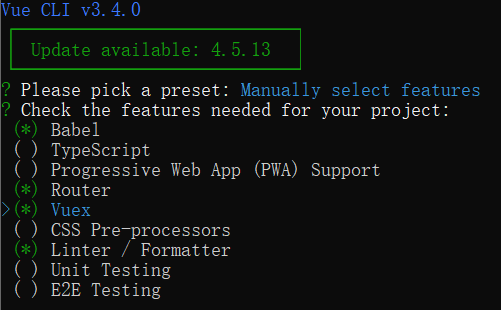 Vue CLI v3.4.0
Update available: 4.5.13
? Please pick a preset: Manually select features
? Check the features needed for your project:
(*) Babel
( ) TypeScript
( ) Progressive Web App (PWA) Support
(*) Router
>(*) Vuex
( ) CSS Pre-processors
(*) Linter / Formatter
( ) Unit Testing
( ) E2E Testing